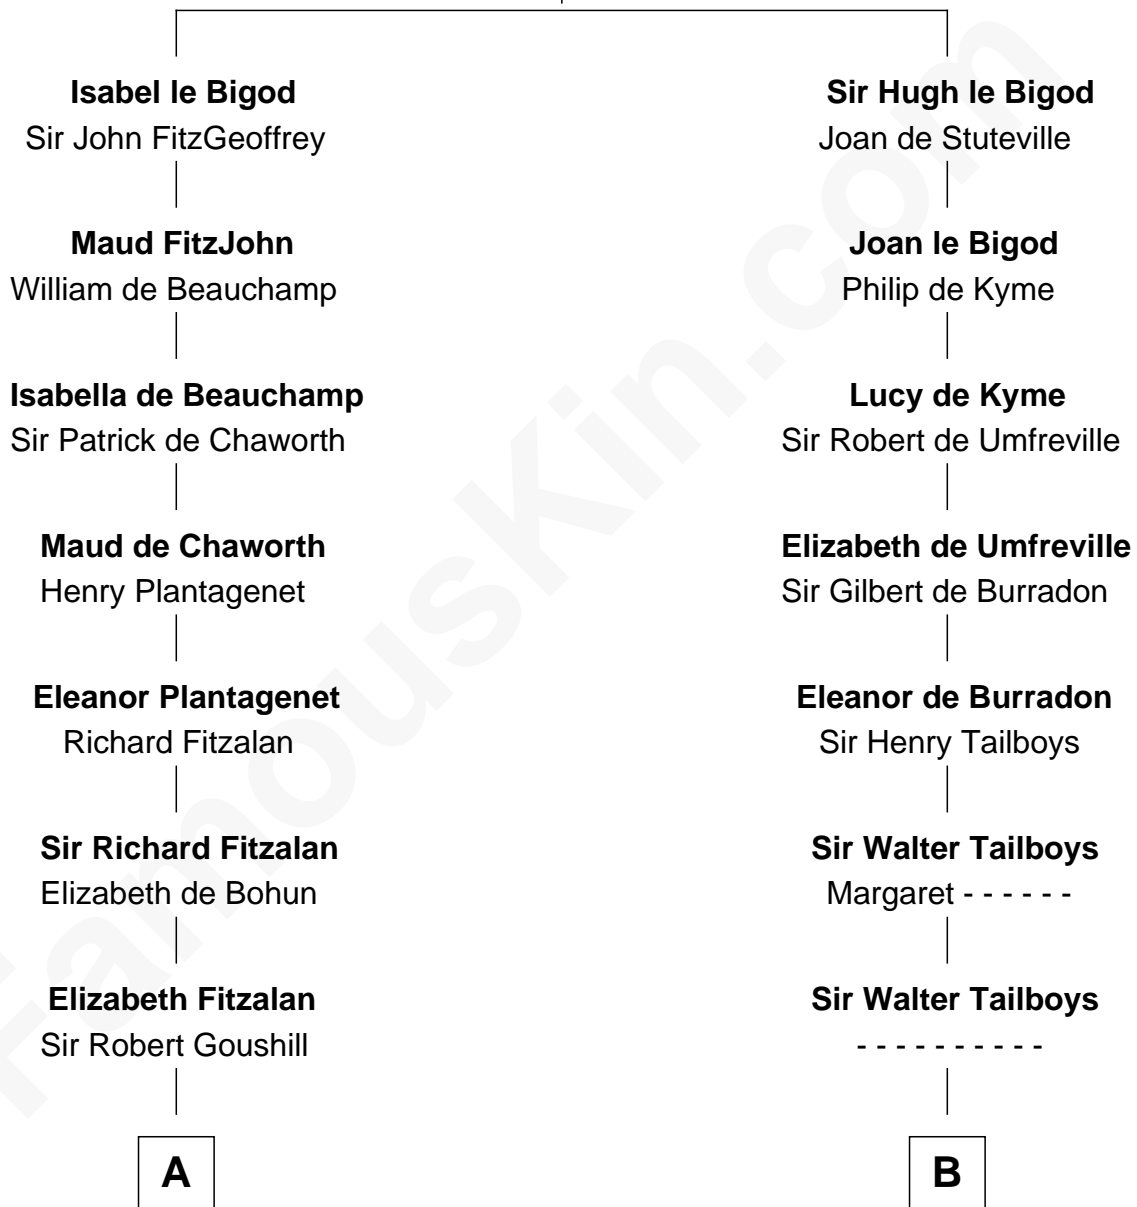 Isabel le Bigod
Sir John FitzGeoffrey
Maud FitzJohn
William de Beauchamp
Isabella de Beauchamp
Sir Patrick de Chaworth
Maud de Chaworth
Henry Plantagenet
Eleanor Plantagenet
Richard Fitzalan
Sir Richard Fitzalan
Elizabeth de Bohun
Elizabeth Fitzalan
Sir Robert Goushill
A
Sir Hugh le Bigod
Joan de Stuteville
Joan le Bigod
Philip de Kyme
Lucy de Kyme
Sir Robert de Umfreville
Elizabeth de Umfreville
Sir Gilbert de Burradon
Eleanor de Burradon
Sir Henry Tailboys
Sir Walter Tailboys
Margaret - - - - - -
Sir Walter Tailboys
- - - - - - - - - -
B
FamousKin.com